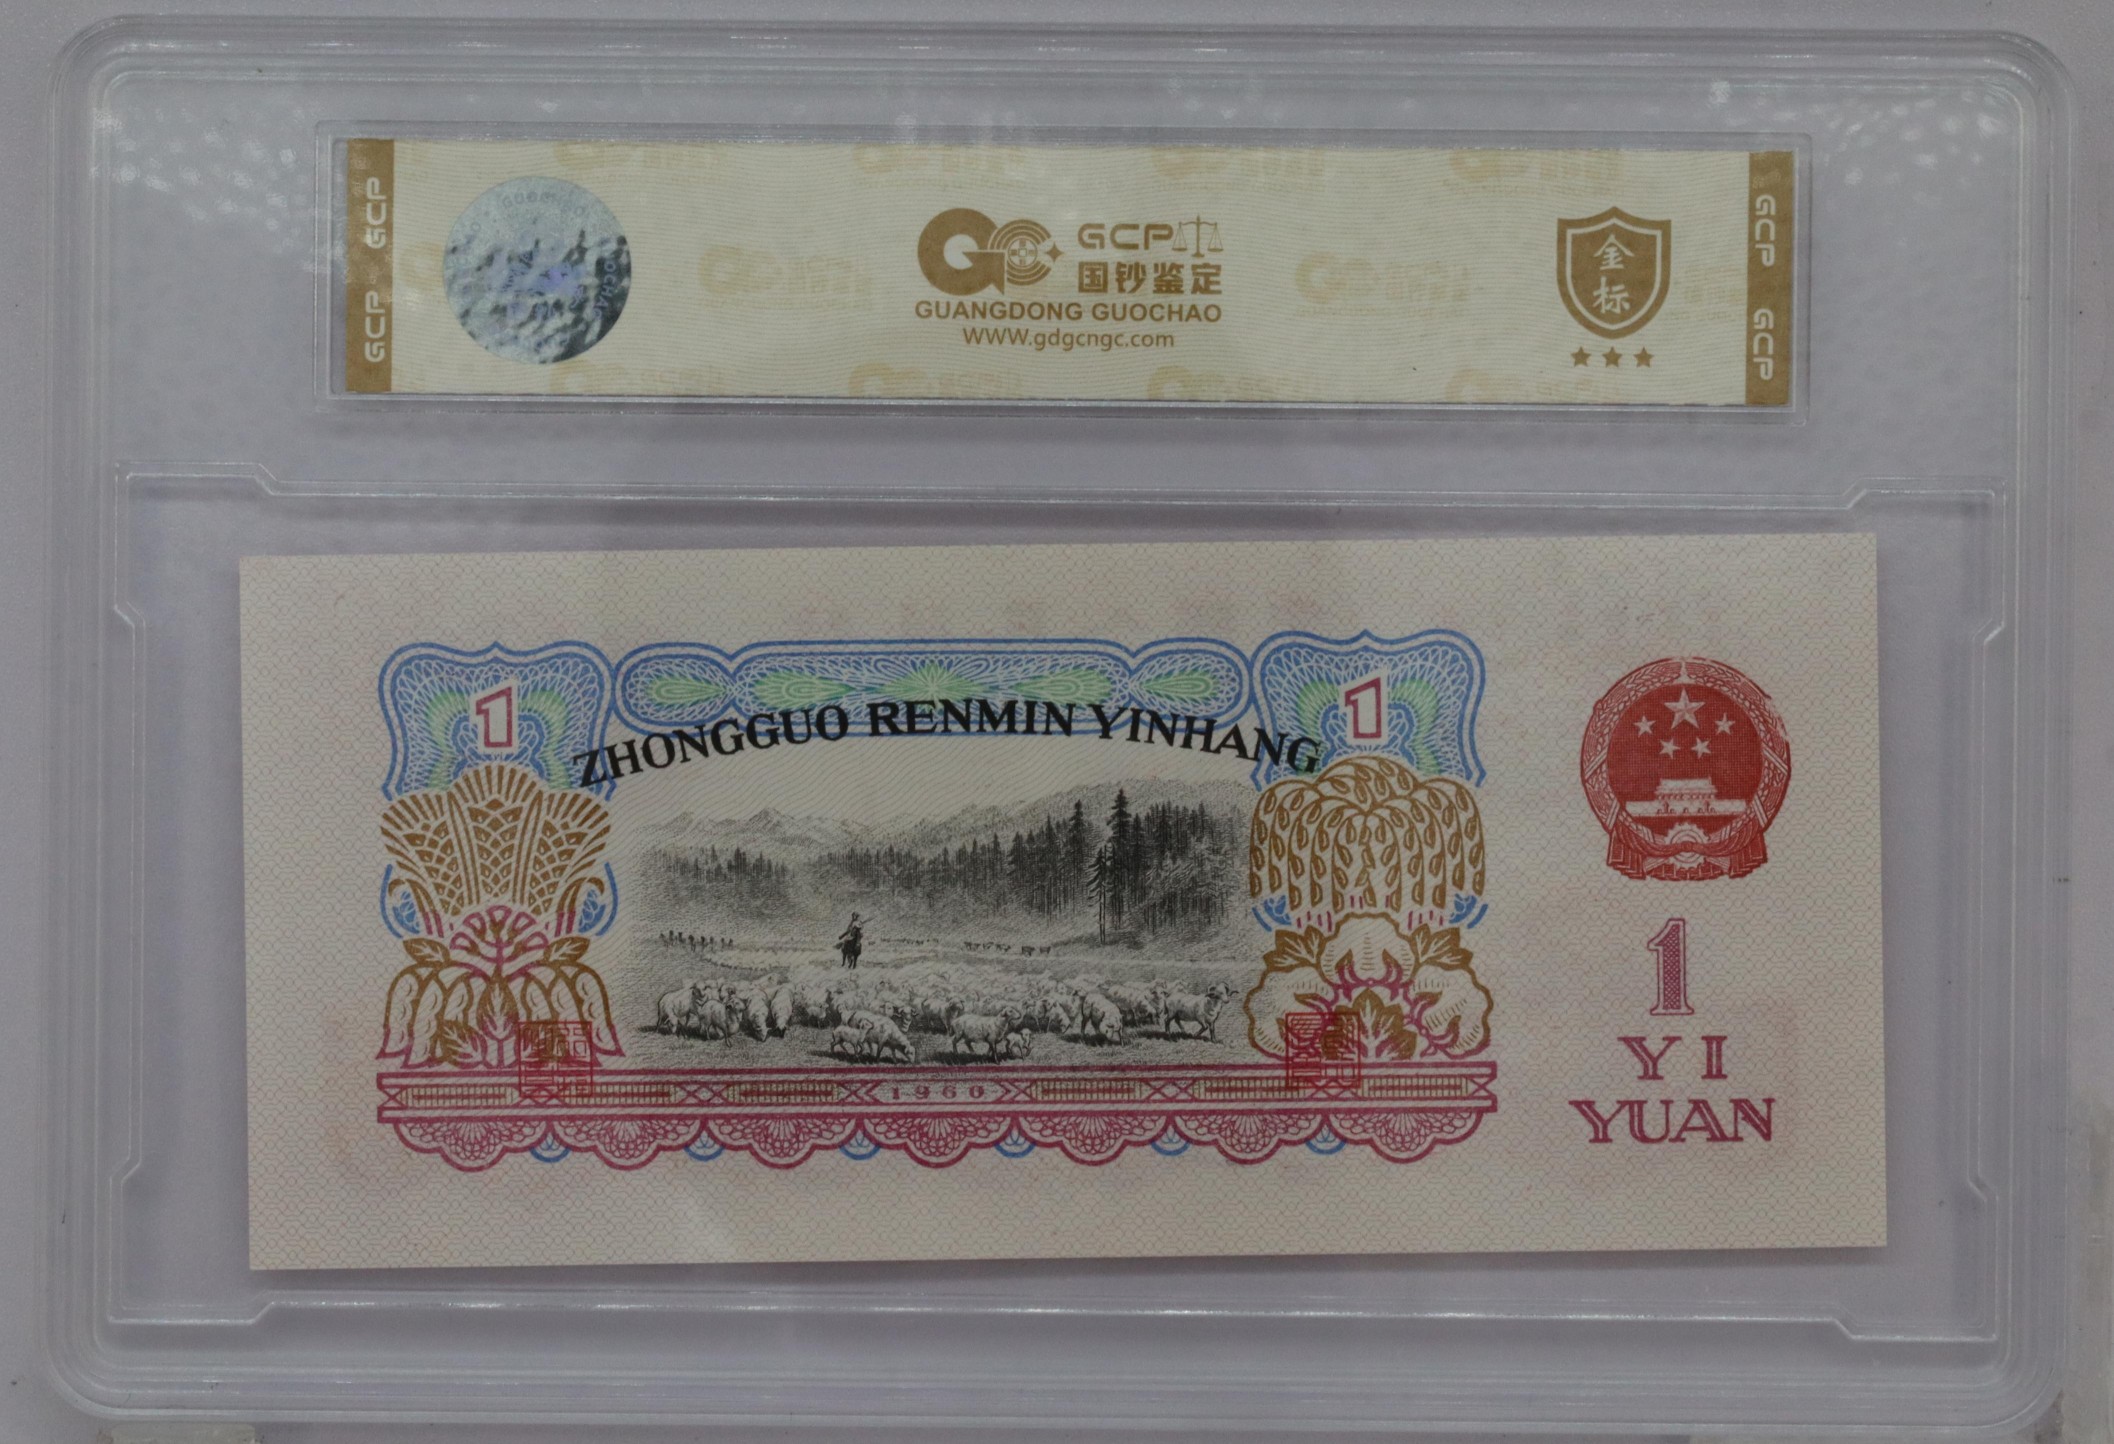 GCP GCP
GUOCHAO
GCP
国钞鉴定
GUANGDONG GUOCHAO
WWW.gdgcngc.com
金
标
GCP GCP
1
1
ZHONGGUO RENMIN YINHANG
1960
1
YI
YUAN